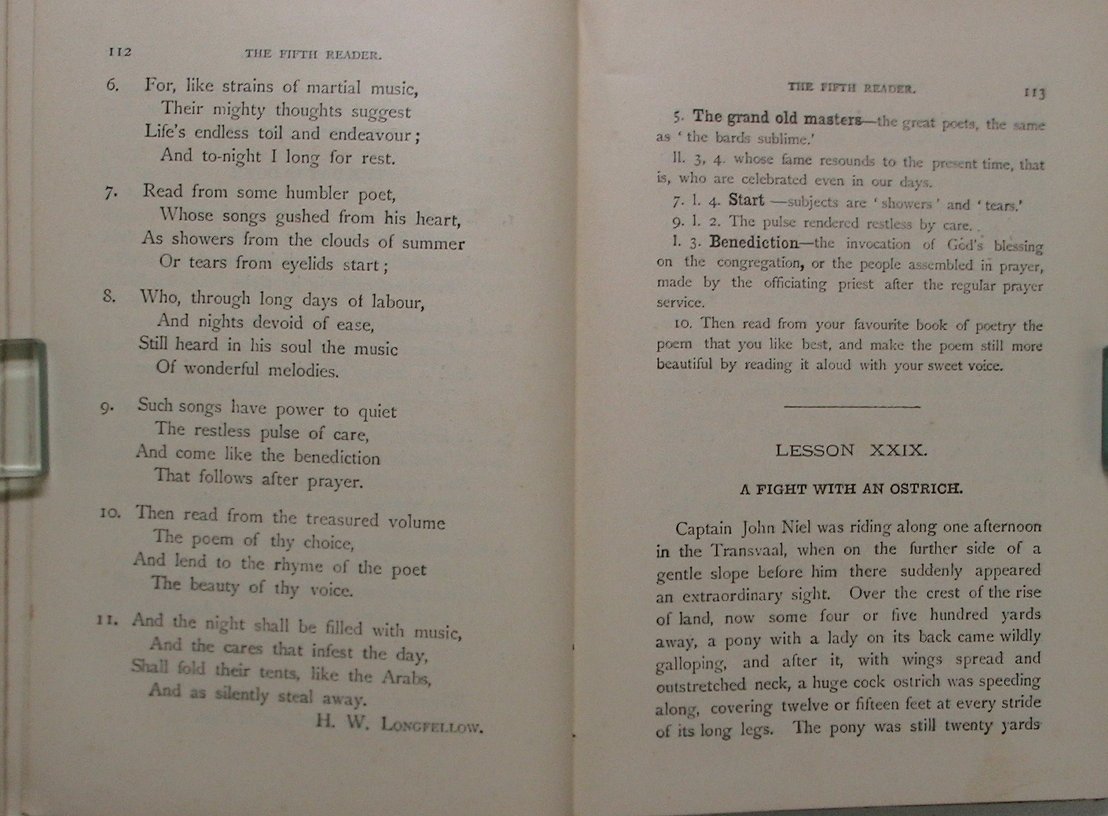 112
THE FIFTH READER.
6. For, like strains of martial music,
Their mighty thoughts suggest
Life's endless toil and endeavour;
And to-night I long for rest.
7. Read from some humbler poet,
Whose songs gushed from his heart,
As showers from the clouds of summer
Or tears from eyelids start;
8. Who, through long days of labour,
And nights devoid of ease,
Still heard in his soul the music
Of wonderful melodies.
9. Such songs have power to quiet
The restless pulse of care,
And come like the benediction
That follows after prayer.
10. Then read from the treasured volume
The poem of thy choice,
And lend to the rhyme of the poet
The beauty of thy voice.
11. And the night shall be filled with music,
And the cares that infest the day,
Shall fold their tents, like the Arabs,
And as silently steal away.
H. W. LONGFELLOW.
THE FIFTH READER.
113
5. The grand old masters—the great poets, the same
as ‘the bards sublime.’
ll. 3, 4. whose fame resounds to the present time, that
is, who are celebrated even in our days.
7. l. 4. Start—subjects are ‘showers’ and ‘tears.’
9. l. 2. The pulse rendered restless by care.
l. 3. Benediction—the invocation of God's blessing
on the congregation, or the people assembled in prayer,
made by the officiating priest after the regular prayer
service.
10. Then read from your favourite book of poetry the
poem that you like best, and make the poem still more
beautiful by reading it aloud with your sweet voice.
LESSON XXIX.
A FIGHT WITH AN OSTRICH.
Captain John Niel was riding along one afternoon
in the Transvaal, when on the further side of a
gentle slope before him there suddenly appeared
an extraordinary sight. Over the crest of the rise
of land, now some four or five hundred yards
away, a pony with a lady on its back came wildly
galloping, and after it, with wings spread and
outstretched neck, a huge cock ostrich was speeding
along, covering twelve or fifteen feet at every stride
of its long legs. The pony was still twenty yards